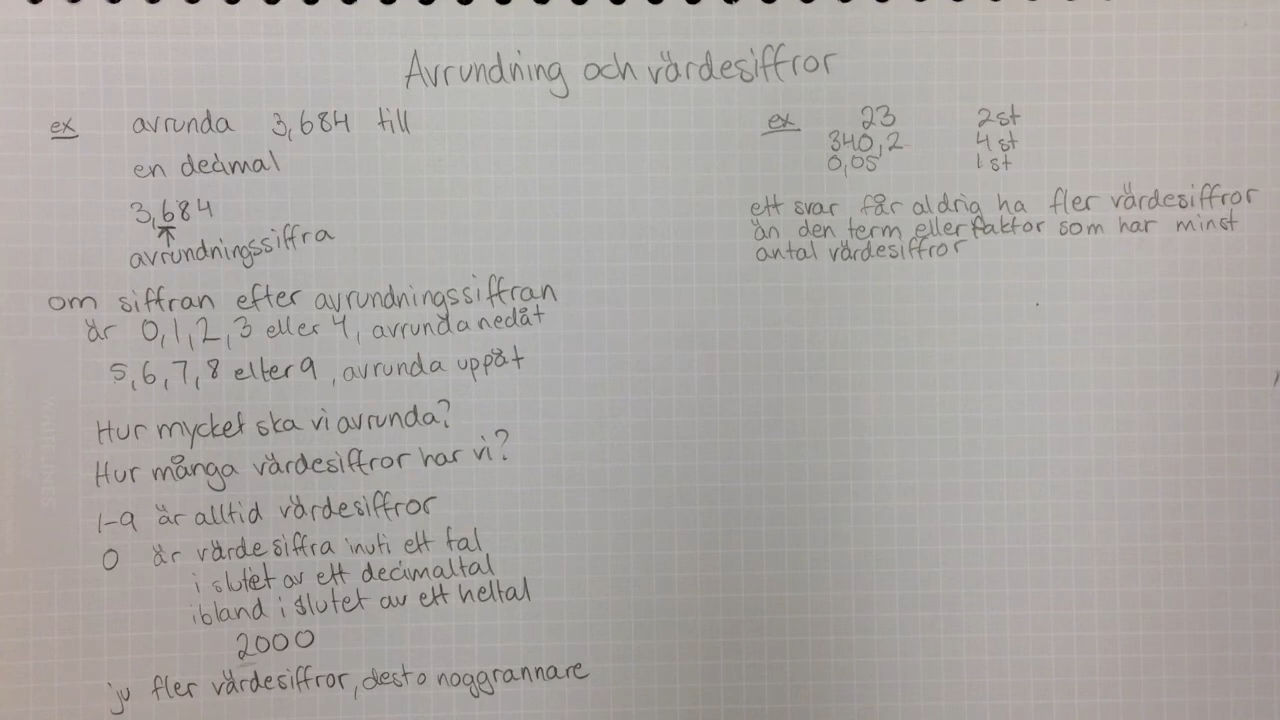 Avrundning och värdesiffror
ex avrunda 3,684 till
en decimal
3,684
avrundningssiffra
om siffran efter avrundningssiffran
är 0,1,2,3 eller 4, avrunda nedåt
5,6,7,8 eller 9, avrunda uppåt
Hur mycket ska vi avrunda?
Hur många värdesiffror har vi?
1-9 är alltid värdesiffror
0 är värdesiffra inuti ett tal
i slutet av ett decimaltal
ibland i slutet av ett heltal
2000
ju fler värdesiffror, desto noggrannare
ex 23 2st
340,2 4 st
0,05 1 st
ett svar får aldrig ha fler värdesiffror
än den term eller faktor som har minst
antal värdesiffror